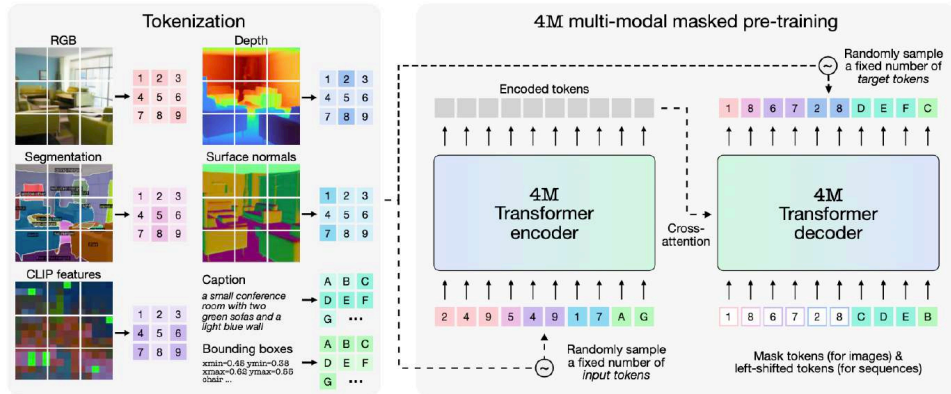 Tokenization
RGB
Depth
1 2 3
4 5 6
7 8 9
1 2 3
4 5 6
7 8 9
Segmentation
Surface normals
1 2 3
4 5 6
7 8 9
1 2 3
4 5 6
7 8 9
CLIP features
1 2 3
4 5 6
7 8 9
Caption
a small conference
room with two
green sofas and a
light blue wall
A B C
D E F
G ...
Bounding boxes
xmin=0.45 ymin=0.38
xmax=0.62 ymax=0.56
chair ...
A B C
D E F
G ...
4M multi-modal masked pre-training
Encoded tokens
4M
Transformer
encoder
2 4 9 5 4 9 1 7 A G
Randomly sample
a fixed number of
input tokens
Cross-
attention
Randomly sample
a fixed number of
target tokens
1 8 6 7 2 8 D E F C
4M
Transformer
decoder
1 8 6 7 2 8 C D E B
Mask tokens (for images) &
left-shifted tokens (for sequences)